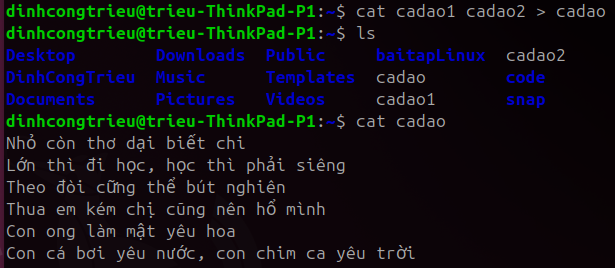 dinhcongtrieu@trieu-ThinkPad-P1:~$ cat cadao1 cadao2 > cadao
dinhcongtrieu@trieu-ThinkPad-P1:~$ ls
Desktop Downloads Public baitapLinux cadao2
DinhCongTrieu Music Templates cadao code
Documents Pictures Videos cadao1 snap
dinhcongtrieu@trieu-ThinkPad-P1:~$ cat cadao
Nhỏ còn thơ dại biết chi
Lớn thì đi học, học thì phải siêng
Theo đòi cững thể bút nghiên
Thua em kém chị cũng nên hổ mình
Con ong làm mật yêu hoa
Con cá bơi yêu nước, con chim ca yêu trời